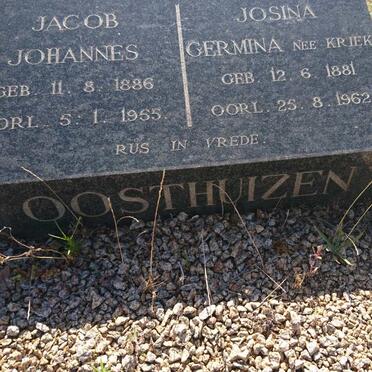 JACOB
JOHANNES
GEB 11. 8. 1886
OORL. 5. 1. 1955.
JOSINA
GERMINA NEE KRIEK
GEB 12. 6. 1881
OORL. 25. 8. 1962
RUS IN VREDE.
OOSTHUIZEN